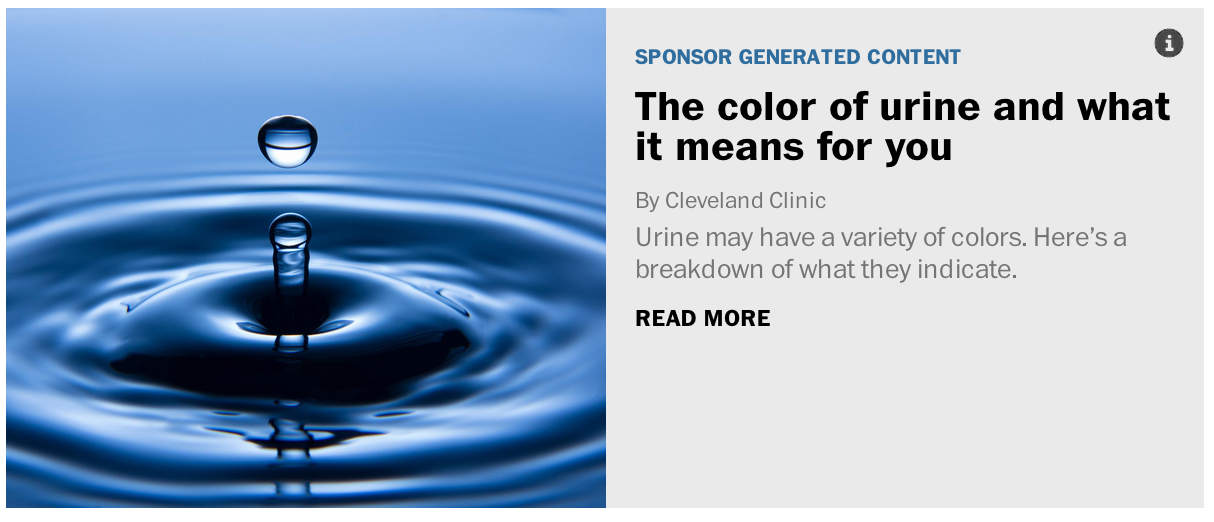 SPONSOR GENERATED CONTENT
The color of urine and what
it means for you
By Cleveland Clinic
Urine may have a variety of colors. Here’s a
breakdown of what they indicate.
READ MORE